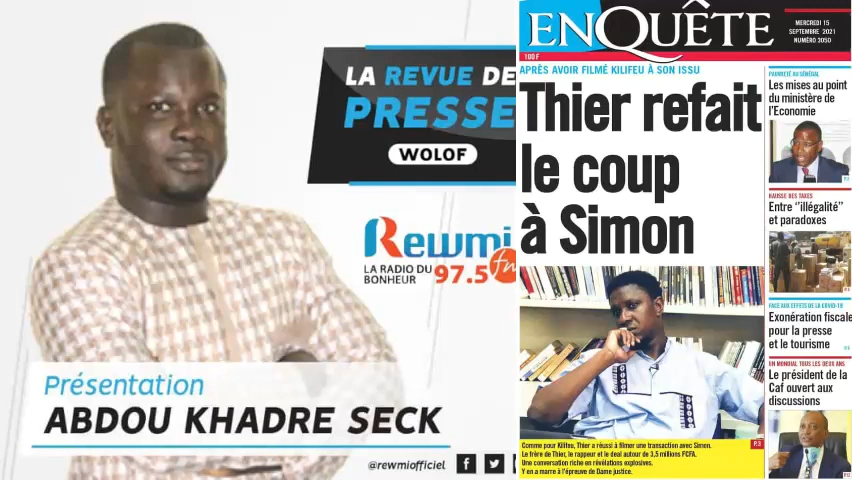 LA REVUE DE
PRESSE
WOLOF
Rewmi
fm
LA RADIO DU
BONHEUR
97.5
Présentation
ABDOU KHADRE SECK
@rewmiofficiel
ENQUÊTE
MERCREDI 15
SEPTEMBRE 2021
NUMÉRO 3050
100 F
APRÈS AVOIR FILMÉ KILIFEU À SON ISSU
Thier refait
le coup
à Simon
Comme pour Kilifeu, Thier a réussi à filmer une transaction avec Simon.
Le frère de Thier, le rappeur et le deal autour de 3,5 millions FCFA.
Une conversation riche en révélations explosives.
Y en a marre à l'épreuve de Dame justice.
P.3
PAUVRETÉ AU SÉNÉGAL
Les mises au point
du ministère de
l'Economie
HAUSSE DES TAXES
Entre ''illégalité''
et paradoxes
FACE AUX EFFETS DE LA COVID-19
Exonération fiscale
pour la presse
et le tourisme
UN MONDIAL TOUS LES DEUX ANS
Le président de la
Caf ouvert aux
discussions